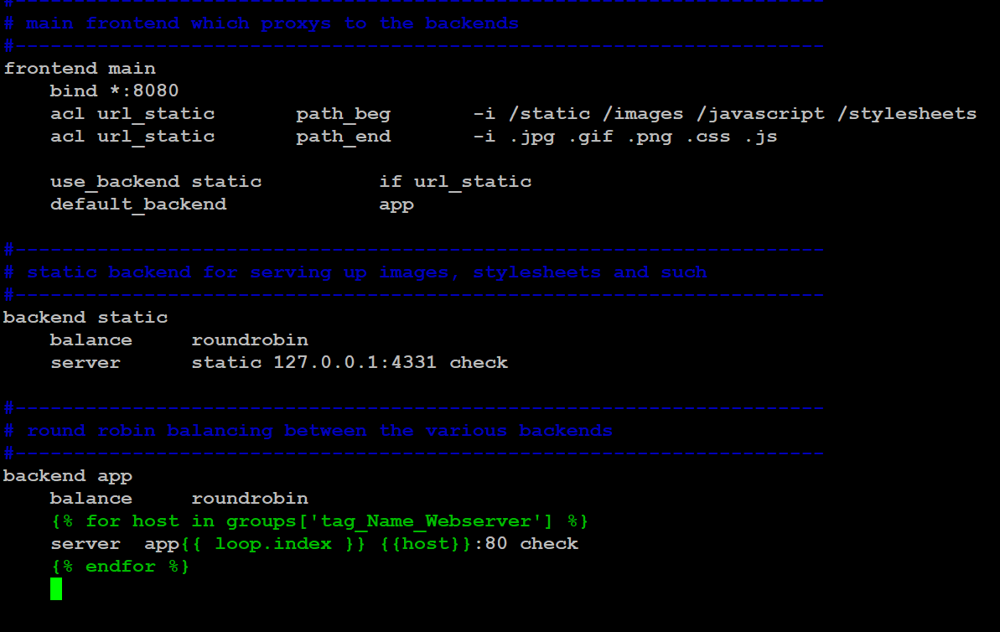 #---------------------------------------------------------------------
# main frontend which proxys to the backends
#---------------------------------------------------------------------
frontend main
    bind *:8080
    acl url_static       path_beg       -i /static /images /javascript /stylesheets
    acl url_static       path_end       -i .jpg .gif .png .css .js

    use_backend static          if url_static
    default_backend             app

#---------------------------------------------------------------------
# static backend for serving up images, stylesheets and such
#---------------------------------------------------------------------
backend static
    balance     roundrobin
    server      static 127.0.0.1:4331 check

#---------------------------------------------------------------------
# round robin balancing between the various backends
#---------------------------------------------------------------------
backend app
    balance     roundrobin
    {% for host in groups['tag_Name_Webserver'] %}
    server  app{{ loop.index }} {{host}}:80 check
    {% endfor %}